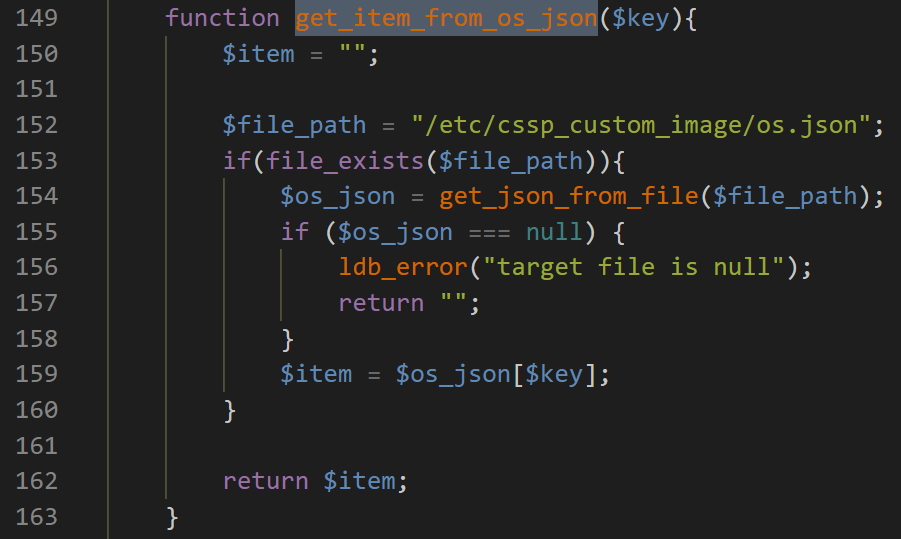 149 function get_item_from_os_json($key){
150 $item = "";
151
152 $file_path = "/etc/cssp_custom_image/os.json";
153 if(file_exists($file_path)){
154 $os_json = get_json_from_file($file_path);
155 if ($os_json === null) {
156 ldb_error("target file is null");
157 return "";
158 }
159 $item = $os_json[$key];
160 }
161
162 return $item;
163 }